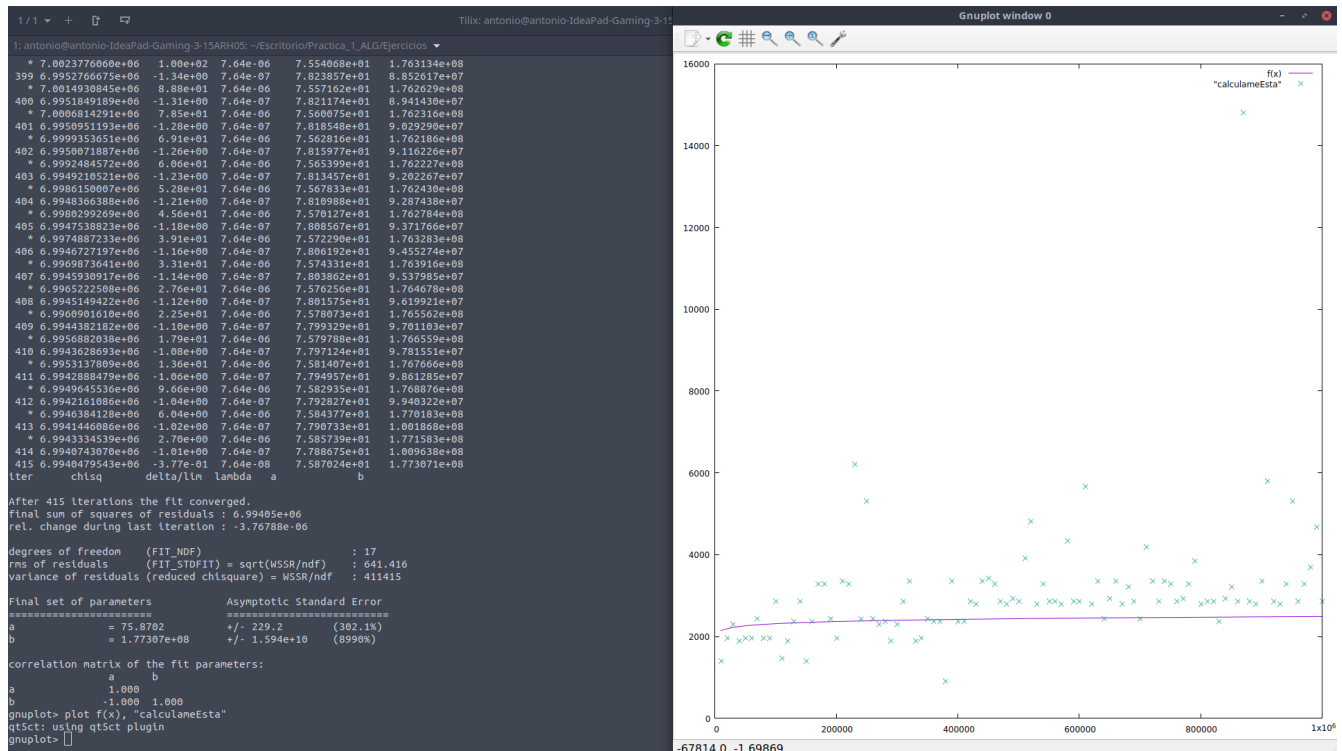 1 / 1
Tilix: antonio@antonio-IdeaPad-Gaming-3-15
1: antonio@antonio-IdeaPad-Gaming-3-15ARH05: ~/Escritorio/Practica_1_ALG/Ejercicios
* 7.0023776060e+06 1.00e+02 7.64e-06 7.554068e+01 1.763134e+08
399 6.9952766675e+06 -1.34e+00 7.64e-07 7.823857e+01 8.852617e+07
* 7.0014930845e+06 8.88e+01 7.64e-06 7.557162e+01 1.762629e+08
400 6.9951849189e+06 -1.31e+00 7.64e-07 7.821174e+01 8.941430e+07
* 7.0006814291e+06 7.85e+01 7.64e-06 7.560075e+01 1.762316e+08
401 6.9950951193e+06 -1.28e+00 7.64e-07 7.818548e+01 9.029290e+07
* 6.9999353651e+06 6.91e+01 7.64e-06 7.562816e+01 1.762186e+08
402 6.9950071887e+06 -1.26e+00 7.64e-07 7.815977e+01 9.116226e+07
* 6.9992484572e+06 6.06e+01 7.64e-06 7.565399e+01 1.762227e+08
403 6.9949210521e+06 -1.23e+00 7.64e-07 7.813457e+01 9.202267e+07
* 6.9986150007e+06 5.28e+01 7.64e-06 7.567833e+01 1.762430e+08
404 6.9948366388e+06 -1.21e+00 7.64e-07 7.810988e+01 9.287438e+07
* 6.9980299269e+06 4.56e+01 7.64e-06 7.570127e+01 1.762784e+08
405 6.9947538823e+06 -1.18e+00 7.64e-07 7.808567e+01 9.371766e+07
* 6.9974887233e+06 3.91e+01 7.64e-06 7.572290e+01 1.763283e+08
406 6.9946727197e+06 -1.16e+00 7.64e-07 7.806192e+01 9.455274e+07
* 6.9969873641e+06 3.31e+01 7.64e-06 7.574331e+01 1.763916e+08
407 6.9945930917e+06 -1.14e+00 7.64e-07 7.803862e+01 9.537985e+07
* 6.9965222508e+06 2.76e+01 7.64e-06 7.576256e+01 1.764678e+08
408 6.9945149422e+06 -1.12e+00 7.64e-07 7.801575e+01 9.619921e+07
* 6.9960901610e+06 2.25e+01 7.64e-06 7.578073e+01 1.765562e+08
409 6.9944382182e+06 -1.10e+00 7.64e-07 7.799329e+01 9.701103e+07
* 6.9956882038e+06 1.79e+01 7.64e-06 7.579788e+01 1.766559e+08
410 6.9943628693e+06 -1.08e+00 7.64e-07 7.797124e+01 9.781551e+07
* 6.9953137809e+06 1.36e+01 7.64e-06 7.581407e+01 1.767666e+08
411 6.9942888479e+06 -1.06e+00 7.64e-07 7.794957e+01 9.861285e+07
* 6.9949645536e+06 9.66e+00 7.64e-06 7.582935e+01 1.768876e+08
412 6.9942161086e+06 -1.04e+00 7.64e-07 7.792827e+01 9.940322e+07
* 6.9946384128e+06 6.04e+00 7.64e-06 7.584377e+01 1.770183e+08
413 6.9941446086e+06 -1.02e+00 7.64e-07 7.790733e+01 1.001868e+08
* 6.9943334539e+06 2.70e+00 7.64e-06 7.585739e+01 1.771583e+08
414 6.9940743070e+06 -1.01e+00 7.64e-07 7.788675e+01 1.009638e+08
415 6.9940479543e+06 -3.77e-01 7.64e-08 7.587024e+01 1.773071e+08
iter chisq delta/lim lambda a b
After 415 iterations the fit converged.
final sum of squares of residuals : 6.99405e+06
rel. change during last iteration : -3.76788e-06
degrees of freedom (FIT_NDF) : 17
rms of residuals (FIT_STDFIT) = sqrt(WSSR/ndf) : 641.416
variance of residuals (reduced chisquare) = WSSR/ndf : 411415
Final set of parameters Asymptotic Standard Error
======================= ==========================
a = 75.8702 +/- 229.2 (302.1%)
b = 1.77307e+08 +/- 1.594e+10 (8990%)
correlation matrix of the fit parameters:
a b
a 1.000
b -1.000 1.000
gnuplot> plot f(x), "calculameEsta"
qt5ct: using qt5ct plugin
gnuplot>
Gnuplot window 0
f(x)
"calculameEsta"
16000
14000
12000
10000
8000
6000
4000
2000
0
0 200000 400000 600000 800000 1x10⁶
-67814.0, -1.69869